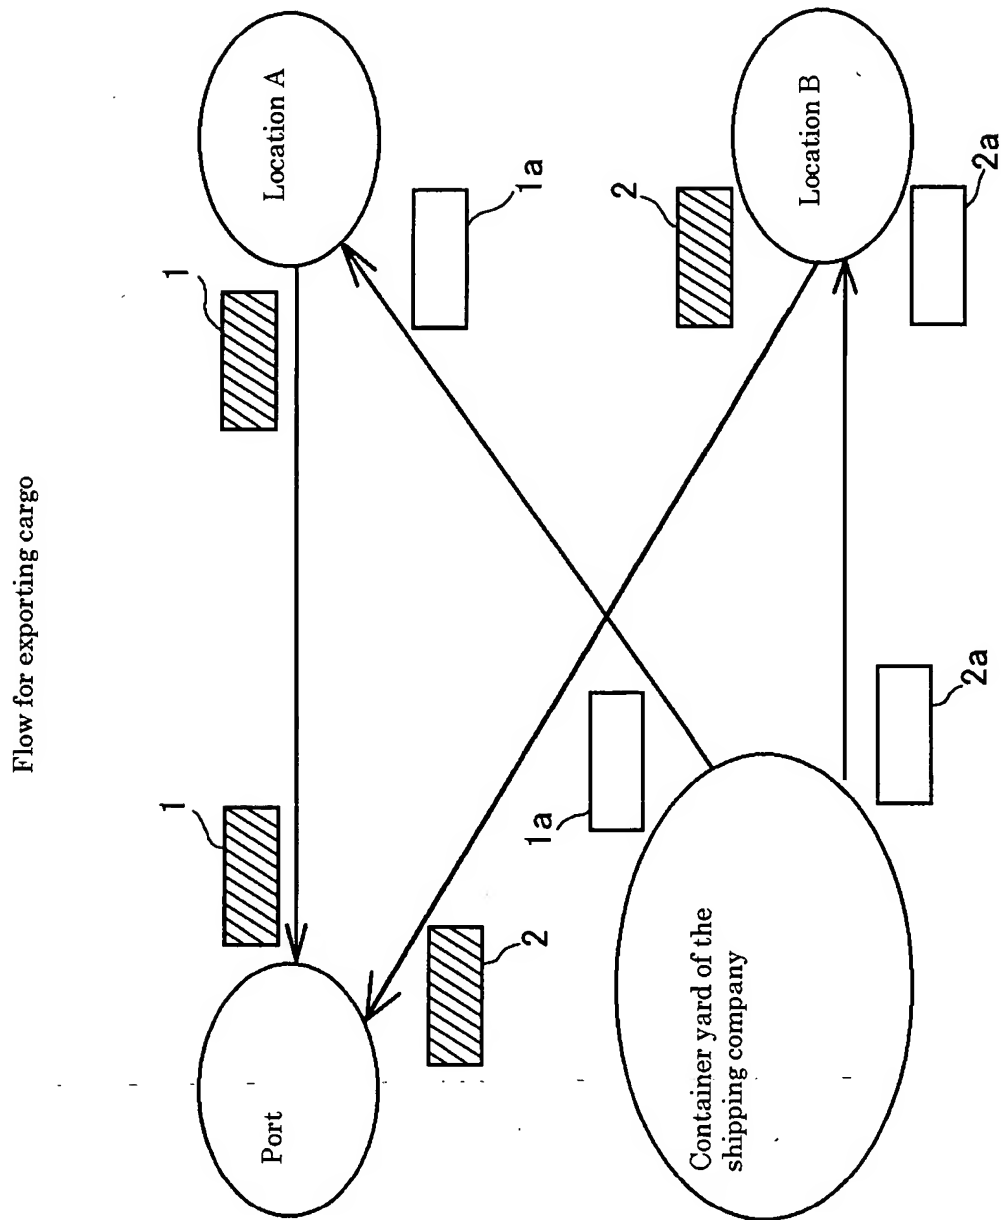 Flow for exporting cargo
1
1
Port
Location A
2
1a
1a
2
Container yard of the
shipping company
Location B
2a
2a